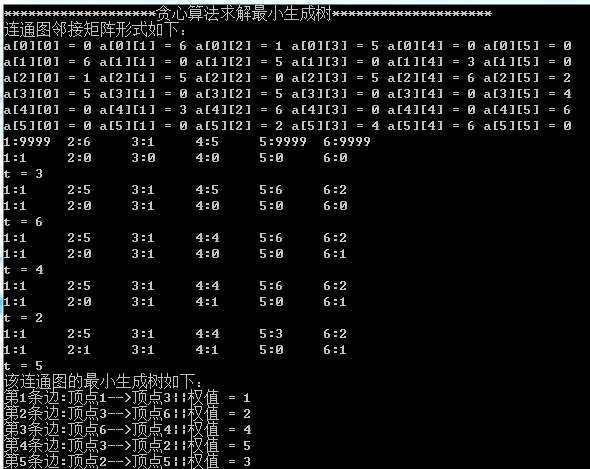 *******************贪心算法求解最小生成树********************
连通图邻接矩阵形式如下：
a[0][0] = 0 a[0][1] = 6 a[0][2] = 1 a[0][3] = 5 a[0][4] = 0 a[0][5] = 0
a[1][0] = 6 a[1][1] = 0 a[1][2] = 5 a[1][3] = 0 a[1][4] = 3 a[1][5] = 0
a[2][0] = 1 a[2][1] = 5 a[2][2] = 0 a[2][3] = 5 a[2][4] = 6 a[2][5] = 2
a[3][0] = 5 a[3][1] = 0 a[3][2] = 5 a[3][3] = 0 a[3][4] = 0 a[3][5] = 4
a[4][0] = 0 a[4][1] = 3 a[4][2] = 6 a[4][3] = 0 a[4][4] = 0 a[4][5] = 6
a[5][0] = 0 a[5][1] = 0 a[5][2] = 2 a[5][3] = 4 a[5][4] = 6 a[5][5] = 0
1:9999 2:6 3:1 4:5 5:9999 6:9999
1:1 2:0 3:0 4:0 5:0 6:0
t = 3
1:1 2:5 3:1 4:5 5:6 6:2
1:1 2:0 3:1 4:0 5:0 6:0
t = 6
1:1 2:5 3:1 4:4 5:6 6:2
1:1 2:0 3:1 4:0 5:0 6:1
t = 4
1:1 2:5 3:1 4:4 5:6 6:2
1:1 2:0 3:1 4:1 5:0 6:1
t = 2
1:1 2:5 3:1 4:4 5:3 6:2
1:1 2:1 3:1 4:1 5:0 6:1
t = 5
该连通图的最小生成树如下：
第1条边:顶点1-->顶点3||权值 = 1
第2条边:顶点3-->顶点6||权值 = 2
第3条边:顶点6-->顶点4||权值 = 4
第4条边:顶点3-->顶点2||权值 = 5
第5条边:顶点2-->顶点5||权值 = 3